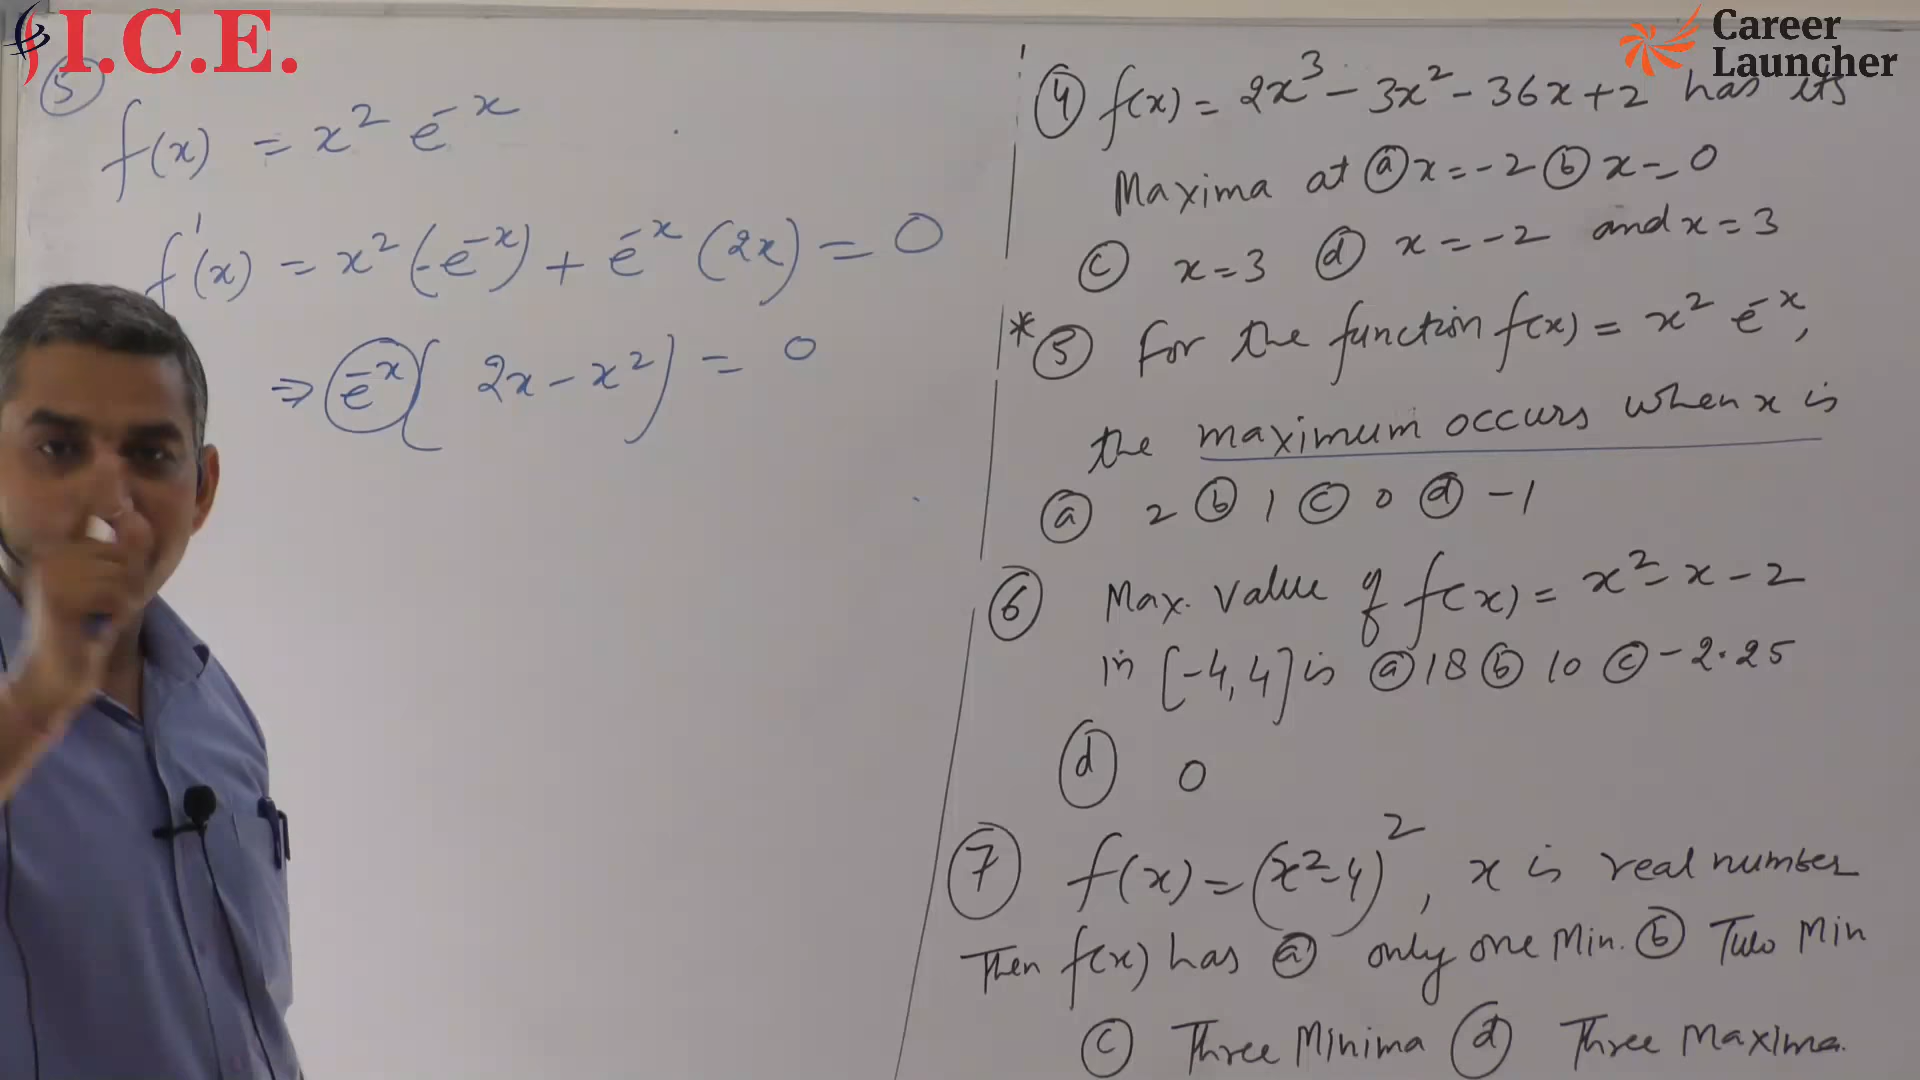 I.C.E.
Career
Launcher
⑤
f(x) = x² e⁻ˣ
f'(x) = x² (-e⁻ˣ) + e⁻ˣ (2x) = 0
⇒ e⁻ˣ ( 2x - x² ) = 0
④ f(x) = 2x³ - 3x² - 36x + 2 has its
Maxima at ⓐ x = -2 ⓑ x = 0
ⓒ x = 3 ⓓ x = -2 and x = 3
* ⑤ For the function f(x) = x² e⁻ˣ,
the maximum occurs when x is
ⓐ 2 ⓑ 1 ⓒ 0 ⓓ -1
⑥ Max. Value of f(x) = x² - x - 2
in [-4, 4] is ⓐ 18 ⓑ 10 ⓒ -2.25
ⓓ 0
⑦ f(x) = (x² - 4)², x is real number
Then f(x) has ⓐ only one Min. ⓑ Two Min
ⓒ Three Minima ⓓ Three Maxima.